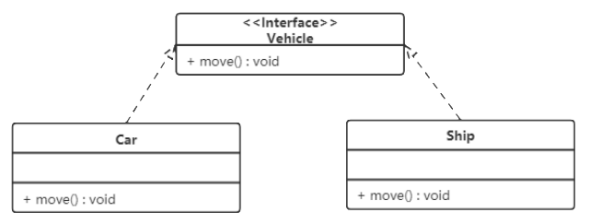 <<Interface>>
Vehicle
+ move() : void
Car
+ move() : void
Ship
+ move() : void